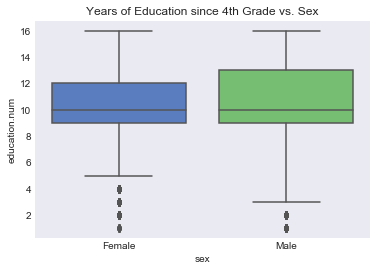 Years of Education since 4th Grade vs. Sex
16
14
12
10
8
6
4
2
education.num
Female
Male
sex